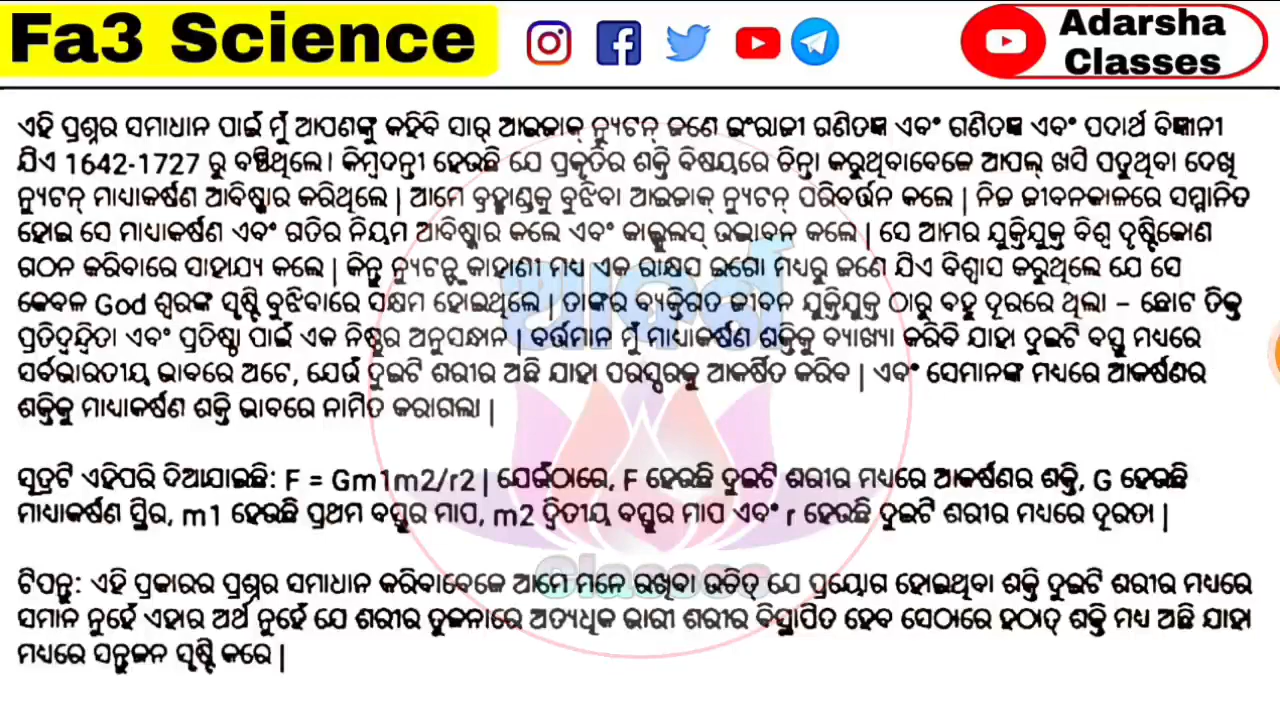 Fa3 Science
Adarsha
Classes
ଏହି ପ୍ରଶ୍ନର ସମାଧାନ ପାଇଁ ମୁଁ ଆପଣଙ୍କୁ କହିବି ସାର୍ ଆଇଜାକ୍ ନ୍ୟୁଟନ୍ ଜଣେ ଇଂରାଜୀ ଗଣିତଜ୍ଞ ଏବଂ ଗଣିତଜ୍ଞ ଏବଂ ପଦାର୍ଥ ବିଜ୍ଞାନୀ
ଯିଏ 1642-1727 ରୁ ବଞ୍ଚିଥିଲେ। କିମ୍ବଦନ୍ତୀ ହେଉଛି ଯେ ପ୍ରକୃତିର ଶକ୍ତି ବିଷୟରେ ଚିନ୍ତା କରୁଥିବାବେଳେ ଆପଲ୍ ଖସି ପଡୁଥିବା ଦେଖି
ନ୍ୟୁଟନ୍ ମାଧ୍ୟାକର୍ଷଣ ଆବିଷ୍କାର କରିଥିଲେ | ଆମେ ବ୍ରହ୍ମାଣ୍ଡକୁ ବୁଝିବା ଆଇଜାକ୍ ନ୍ୟୁଟନ୍ ପରିବର୍ତ୍ତନ କଲେ | ନିଜ ଜୀବନକାଳରେ ସମ୍ମାନିତ
ହୋଇ ସେ ମାଧ୍ୟାକର୍ଷଣ ଏବଂ ଗତିର ନିୟମ ଆବିଷ୍କାର କଲେ ଏବଂ କାଲ୍କୁଲସ୍ ଉଦ୍ଭାବନ କଲେ | ସେ ଆମର ଯୁକ୍ତିଯୁକ୍ତ ବିଶ୍ୱ ଦୃଷ୍ଟିକୋଣ
ଗଠନ କରିବାରେ ସାହାଯ୍ୟ କଲେ | କିନ୍ତୁ ନ୍ୟୁଟନ୍ଙ୍କ କାହାଣୀ ମଧ୍ୟ ଏକ ରାକ୍ଷସ ଇଗୋ ମଧ୍ୟରୁ ଜଣେ ଯିଏ ବିଶ୍ୱାସ କରୁଥିଲେ ଯେ ସେ
କେବଳ God ଶ୍ୱରଙ୍କ ସୃଷ୍ଟି ବୁଝିବାରେ ସକ୍ଷମ ହୋଇଥିଲେ | ତାଙ୍କର ବ୍ୟକ୍ତିଗତ ଜୀବନ ଯୁକ୍ତିଯୁକ୍ତ ଠାରୁ ବହୁ ଦୂରରେ ଥିଲା – ଛୋଟ ତିକ୍ତ
ପ୍ରତିଦ୍ୱନ୍ଦ୍ୱିତା ଏବଂ ପ୍ରତିଷ୍ଠା ପାଇଁ ଏକ ନିଷ୍ଠୁର ଅନୁସନ୍ଧାନ | ବର୍ତ୍ତମାନ ମୁଁ ମାଧ୍ୟାକର୍ଷଣ ଶକ୍ତିକୁ ବ୍ୟାଖ୍ୟା କରିବି ଯାହା ଦୁଇଟି ବସ୍ତୁ ମଧ୍ୟରେ
ସର୍ବଭାରତୀୟ ଭାବରେ ଅଟେ, ଯେଉଁ ଦୁଇଟି ଶରୀର ଅଛି ଯାହା ପରସ୍ପରକୁ ଆକର୍ଷିତ କରିବ | ଏବଂ ସେମାନଙ୍କ ମଧ୍ୟରେ ଆକର୍ଷଣର
ଶକ୍ତିକୁ ମାଧ୍ୟାକର୍ଷଣ ଶକ୍ତି ଭାବରେ ନାମିତ କରାଗଲା |
ସୂତ୍ରଟି ଏହିପରି ଦିଆଯାଇଛି: F = Gm1m2/r2 | ଯେଉଁଠାରେ, F ହେଉଛି ଦୁଇଟି ଶରୀର ମଧ୍ୟରେ ଆକର୍ଷଣର ଶକ୍ତି, G ହେଉଛି
ମାଧ୍ୟାକର୍ଷଣ ସ୍ଥିର, m1 ହେଉଛି ପ୍ରଥମ ବସ୍ତୁର ମାପ, m2 ଦ୍ୱିତୀୟ ବସ୍ତୁର ମାପ ଏବଂ r ହେଉଛି ଦୁଇଟି ଶରୀର ମଧ୍ୟରେ ଦୂରତା |
ଟିପନ୍ତୁ: ଏହି ପ୍ରକାରର ପ୍ରଶ୍ନର ସମାଧାନ କରିବାବେଳେ ଆମେ ମନେ ରଖିବା ଉଚିତ୍ ଯେ ପ୍ରୟୋଗ ହୋଇଥିବା ଶକ୍ତି ଦୁଇଟି ଶରୀର ମଧ୍ୟରେ
ସମାନ ନୁହେଁ ଏହାର ଅର୍ଥ ନୁହେଁ ଯେ ଶରୀର ତୁଳନାରେ ଅତ୍ୟଧିକ ଭାରୀ ଶରୀର ବିସ୍ଥାପିତ ହେବ ସେଠାରେ ହଠାତ୍ ଶକ୍ତି ମଧ୍ୟ ଅଛି ଯାହା
ମଧ୍ୟରେ ସନ୍ତୁଳନ ସୃଷ୍ଟି କରେ |
ଆଦର୍ଶ
Classes